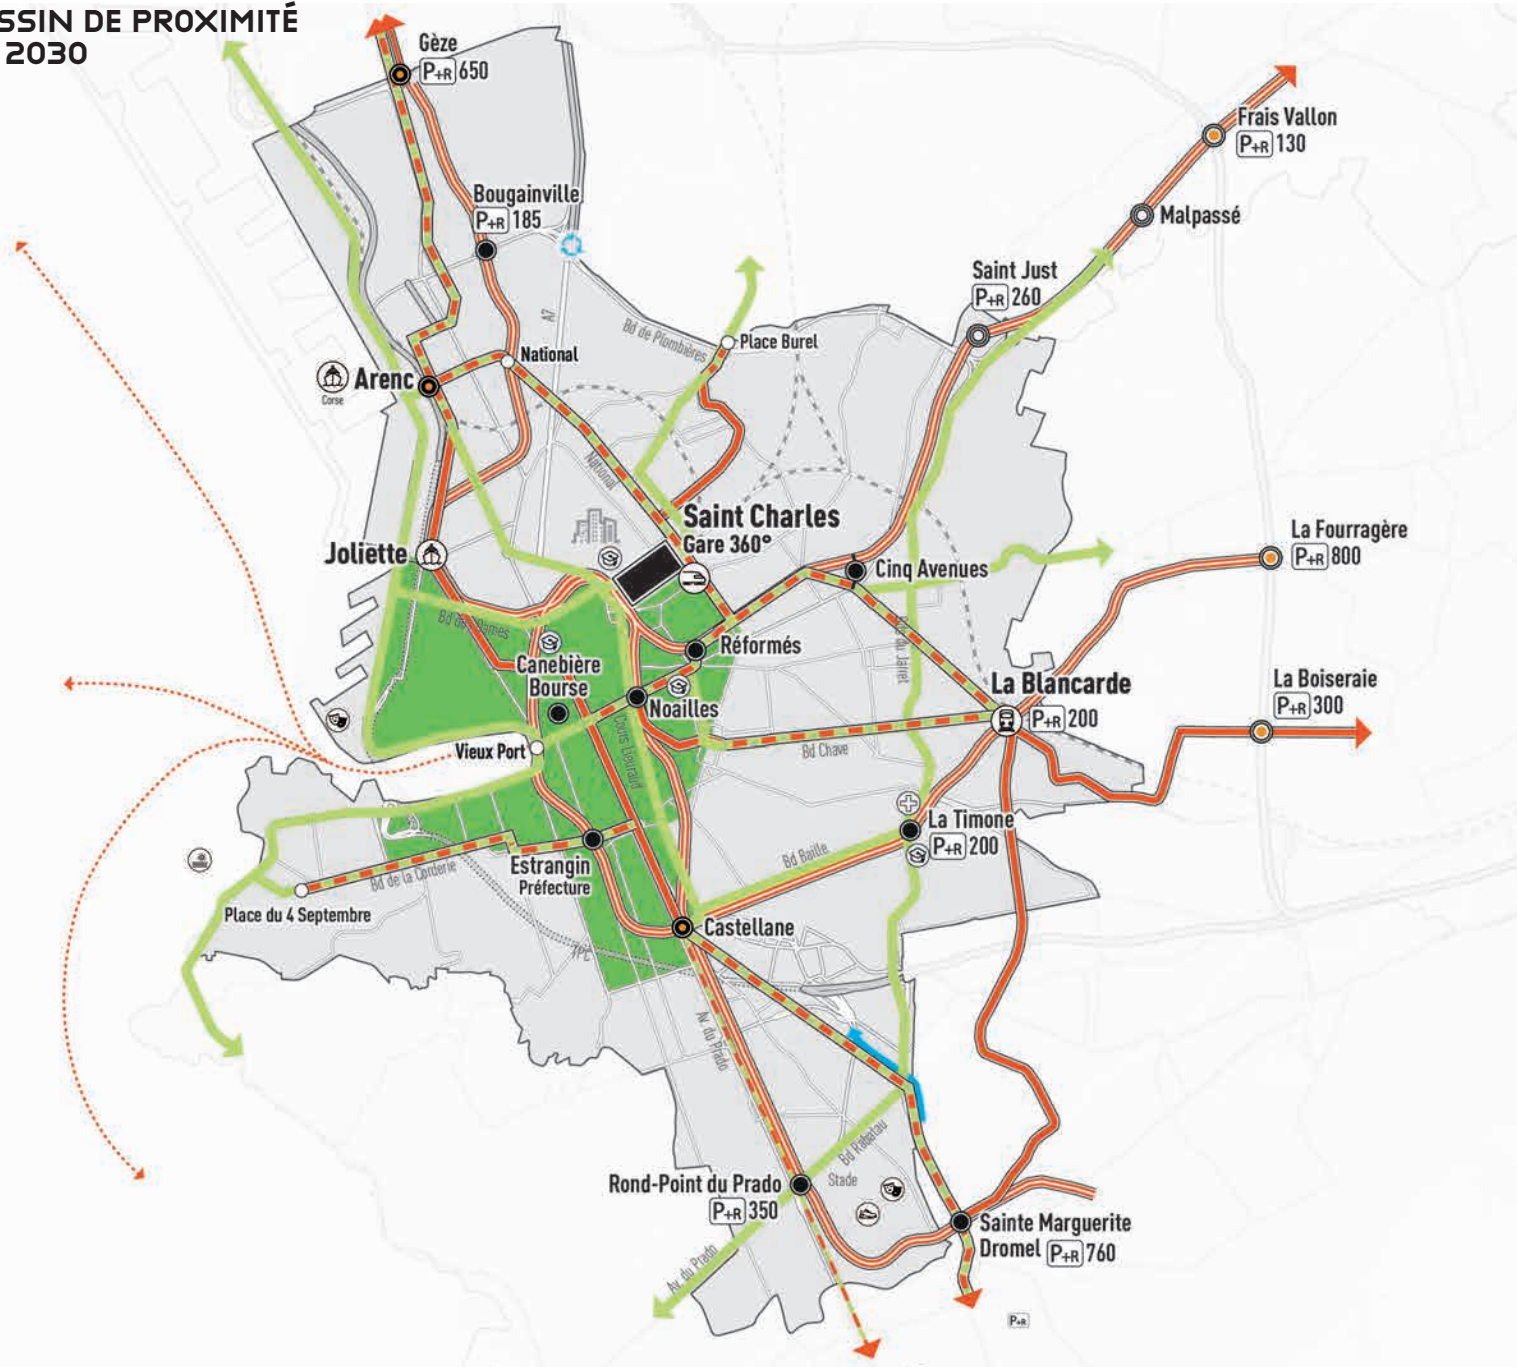 SSIN DE PROXIMITÉ
2030
Gèze
P+R 650
Frais Vallon
P+R 130
Bougainville
P+R 185
Malpassé
Saint Just
P+R 260
A7
Bd de Plombières
Place Burel
National
Arenc
Corse
National
Saint Charles
Gare 360°
La Fourragère
P+R 800
Joliette
Cinq Avenues
Bd des Dames
Réformés
Bd du Jarret
Canebière
Bourse
La Blancarde
P+R 200
La Boiseraie
P+R 300
Noailles
Cours Lieutaud
Vieux Port
Bd Chave
La Timone
P+R 200
Bd Baille
Estrangin
Préfecture
Bd de la Corderie
Place du 4 Septembre
Castellane
TPC
Av. du Prado
Bd Rabatau
Rond-Point du Prado
P+R 350
Stade
Sainte Marguerite
Dromel P+R 760
Av. du Prado
P+R